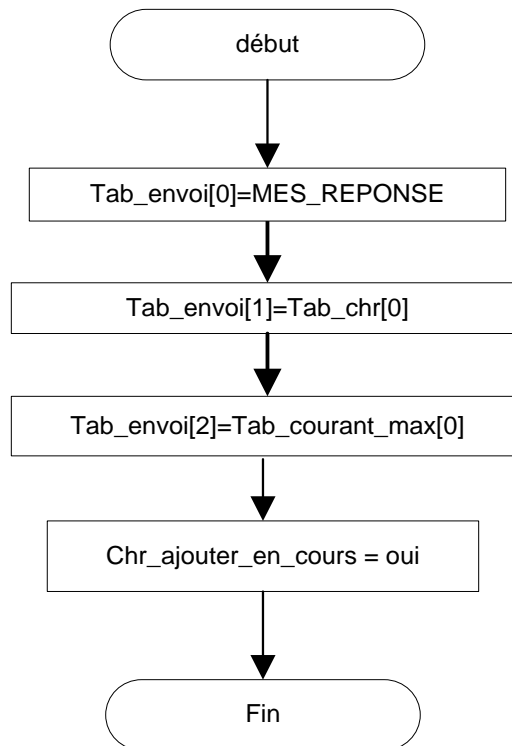 début
Tab_envoi[0]=MES_REPONSE
Tab_envoi[1]=Tab_chr[0]
Tab_envoi[2]=Tab_courant_max[0]
Chr_ajouter_en_cours = oui
Fin